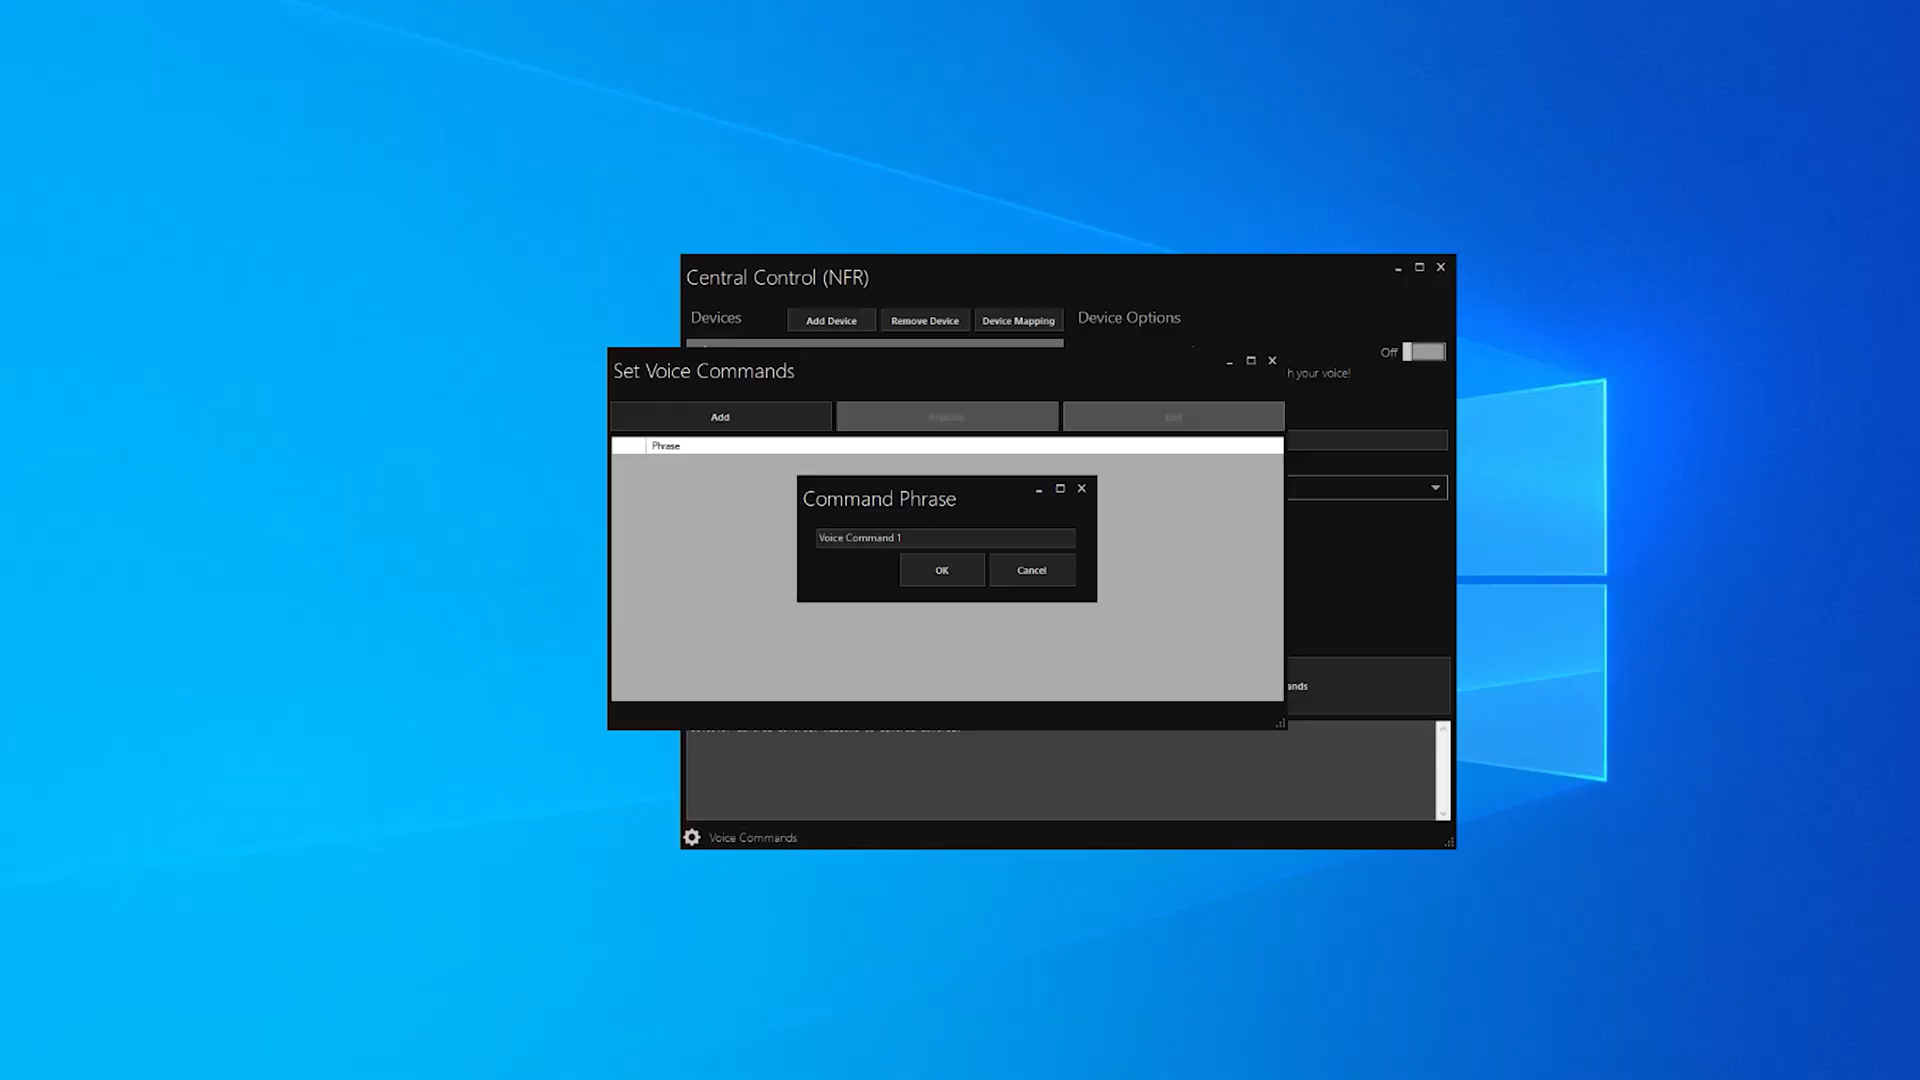 Central Control (NFR)
Devices
Add Device
Remove Device
Device Mapping
Device Options
Off
h your voice!
Set Voice Commands
Add
Remove
Edit
Phrase
Command Phrase
Voice Command 1
OK
Cancel
ands
Voice Commands